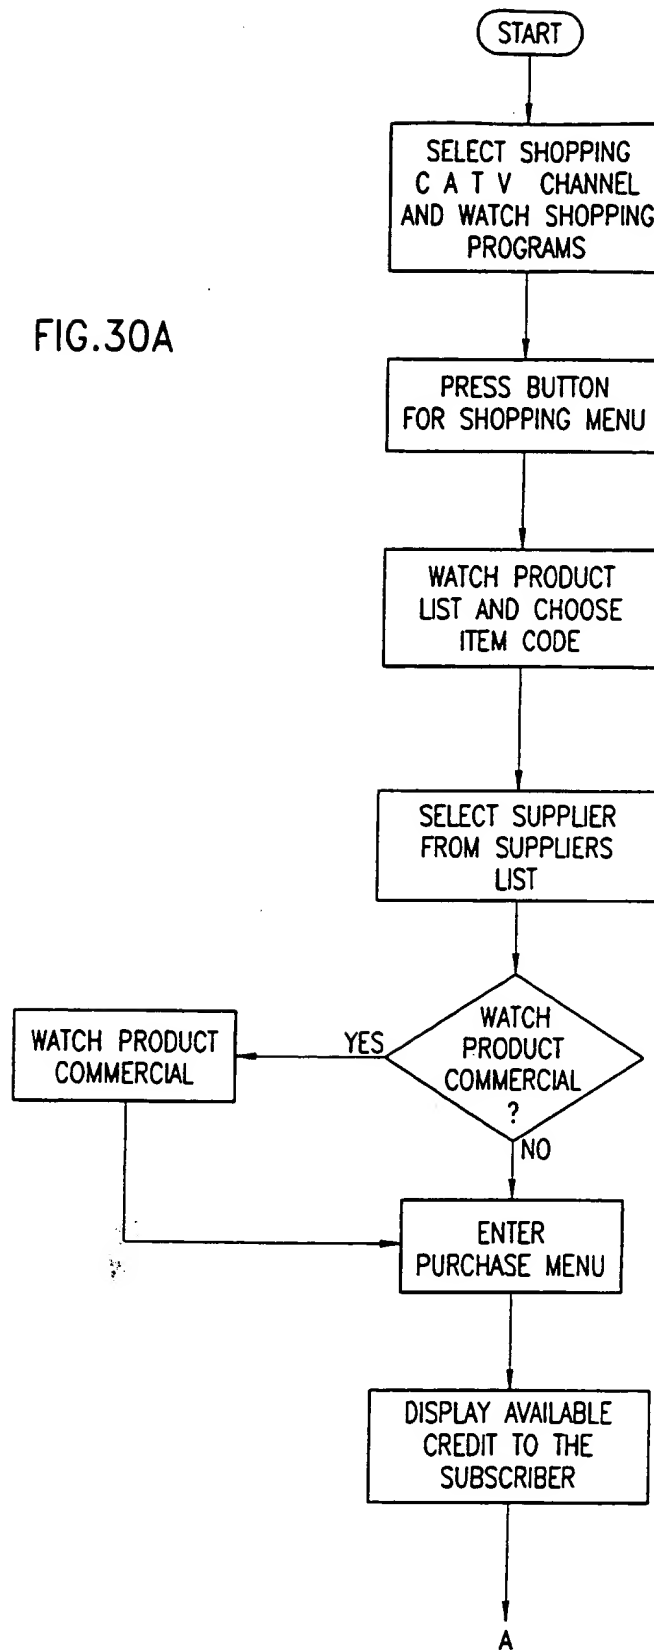 START
SELECT SHOPPING
C A T V CHANNEL
AND WATCH SHOPPING
PROGRAMS
FIG.30A
PRESS BUTTON
FOR SHOPPING MENU
WATCH PRODUCT
LIST AND CHOOSE
ITEM CODE
SELECT SUPPLIER
FROM SUPPLIERS
LIST
WATCH
PRODUCT
COMMERCIAL
?
YES
WATCH PRODUCT
COMMERCIAL
NO
ENTER
PURCHASE MENU
DISPLAY AVAILABLE
CREDIT TO THE
SUBSCRIBER
A